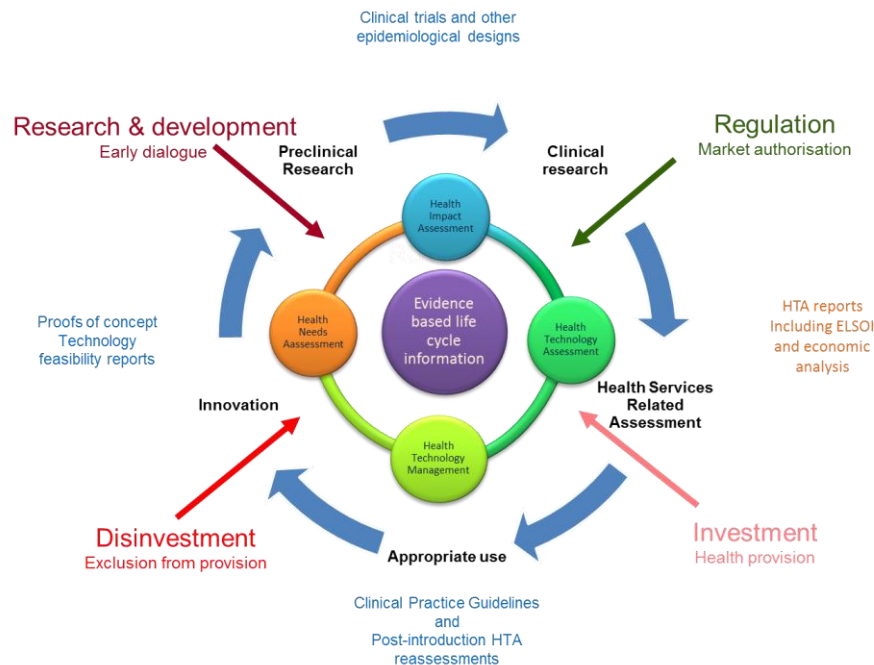 Clinical trials and other
epidemiological designs
Research & development
Early dialogue
Preclinical
Research
Clinical
research
Regulation
Market authorisation
Health
Impact
Assessment
Proofs of concept
Technology
feasibility reports
Health
Needs
Aassessment
Evidence
based life
cycle
information
Health
Technology
Assessment
HTA reports
Including ELSOI
and economic
analysis
Innovation
Health Services
Related
Assessment
Health
Technology
Management
Disinvestment
Exclusion from provision
Appropriate use
Investment
Health provision
Clinical Practice Guidelines
and
Post-introduction HTA
reassessments